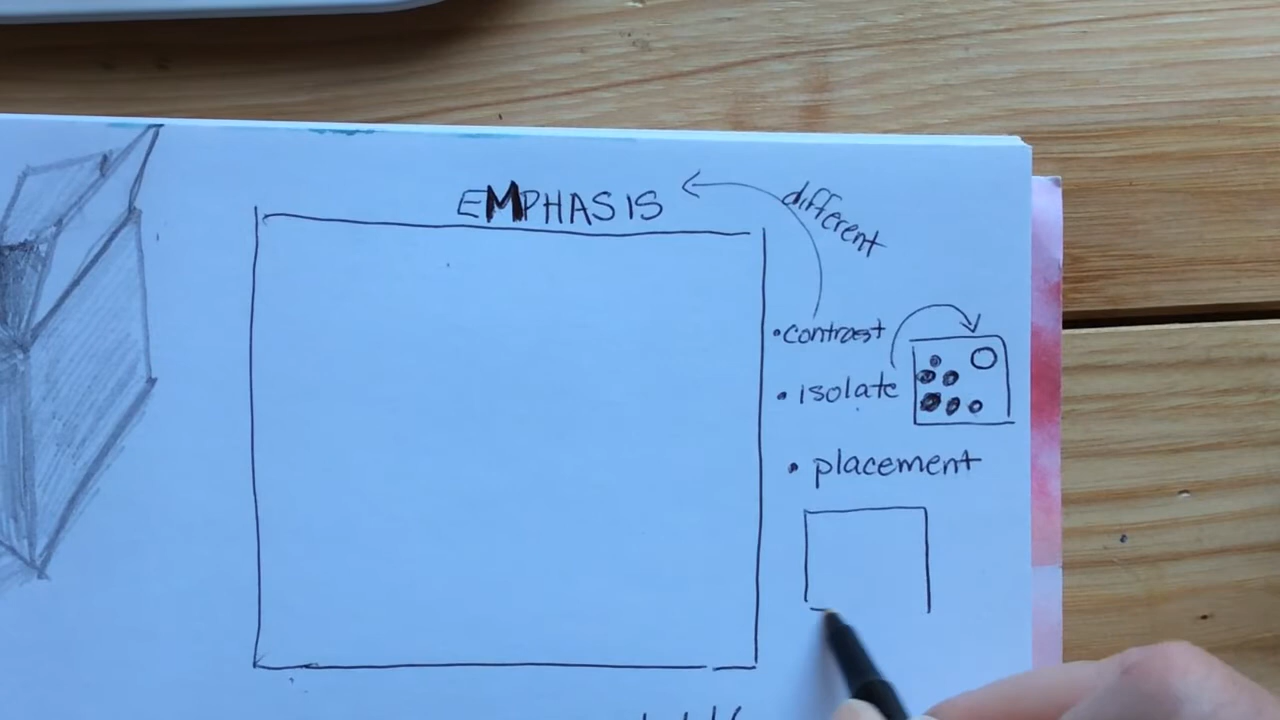 EMPHASIS
different
• contrast
• isolate
• placement